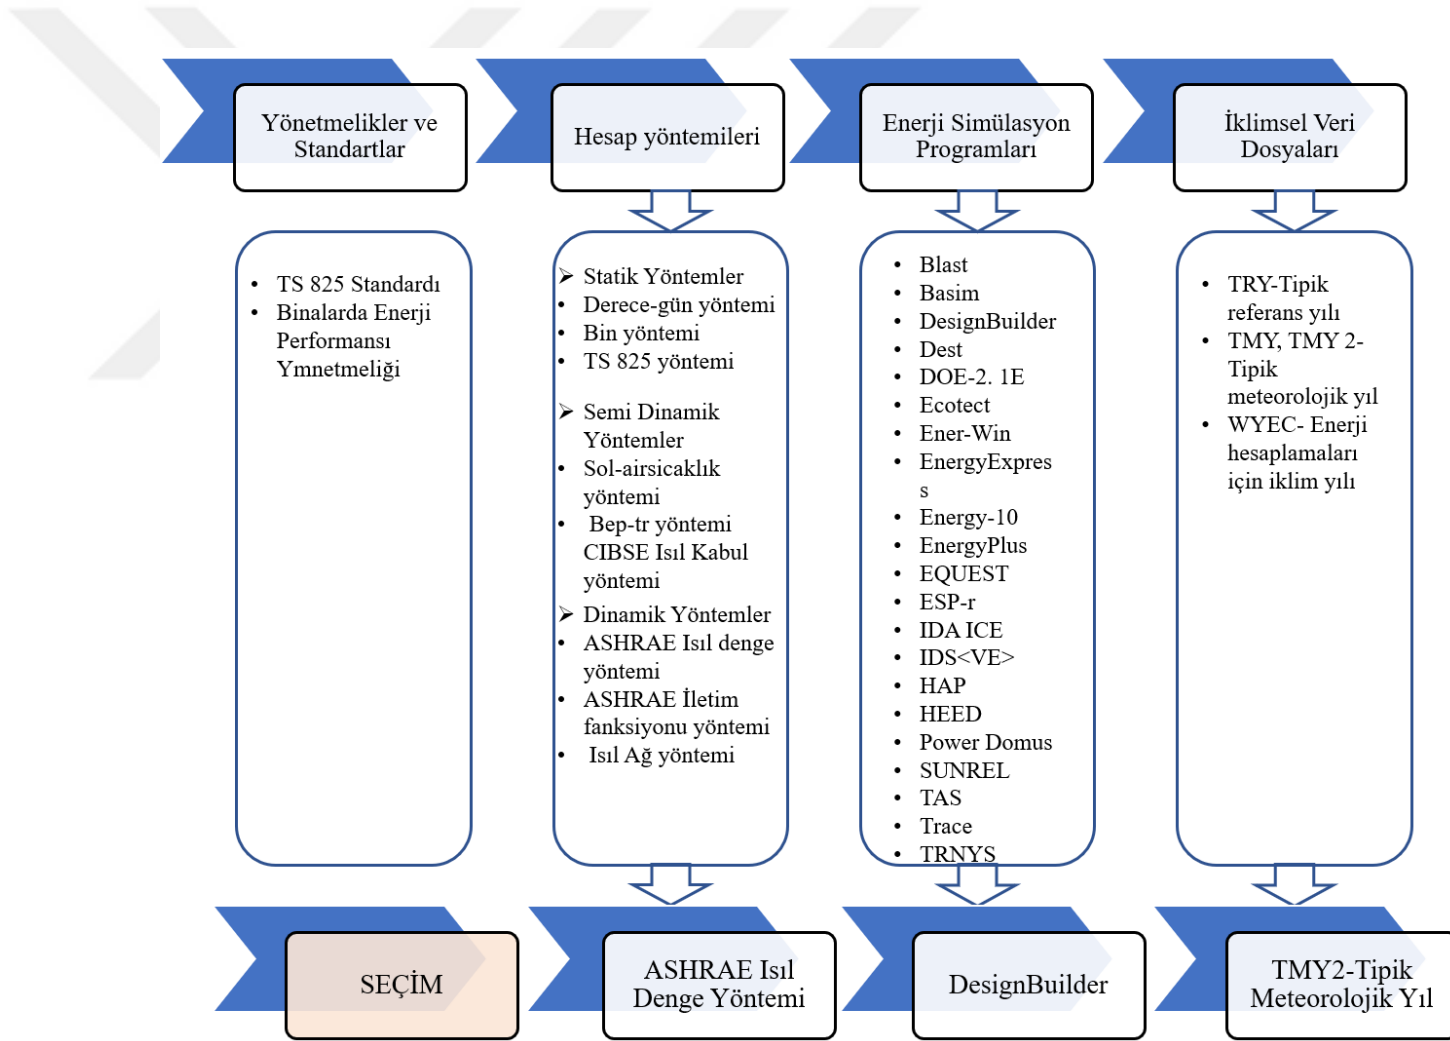 Yönetmelikler ve
Standartlar
Hesap yöntemileri
Enerji Simülasyon
Programları
İklimsel Veri
Dosyaları
• TS 825 Standardı
• Binalarda Enerji
Performansı
Ymnetmeliği
➢ Statik Yöntemler
• Derece-gün yöntemi
• Bin yöntemi
• TS 825 yöntemi
➢ Semi Dinamik
Yöntemler
• Sol-airsicaklık
yöntemi
• Bep-tr yöntemi
CIBSE Isıl Kabul
yöntemi
➢ Dinamik Yöntemler
• ASHRAE Isıl denge
yöntemi
• ASHRAE İletim
fanksiyonu yöntemi
• Isıl Ağ yöntemi
• Blast
• Basim
• DesignBuilder
• Dest
• DOE-2. 1E
• Ecotect
• Ener-Win
• EnergyExpres
s
• Energy-10
• EnergyPlus
• EQUEST
• ESP-r
• IDA ICE
• IDS<VE>
• HAP
• HEED
• Power Domus
• SUNREL
• TAS
• Trace
• TRNYS
• TRY-Tipik
referans yılı
• TMY, TMY 2-
Tipik
meteorolojik yıl
• WYEC- Enerji
hesaplamaları
için iklim yılı
SEÇİM
ASHRAE Isıl
Denge Yöntemi
DesignBuilder
TMY2-Tipik
Meteorolojik Yıl